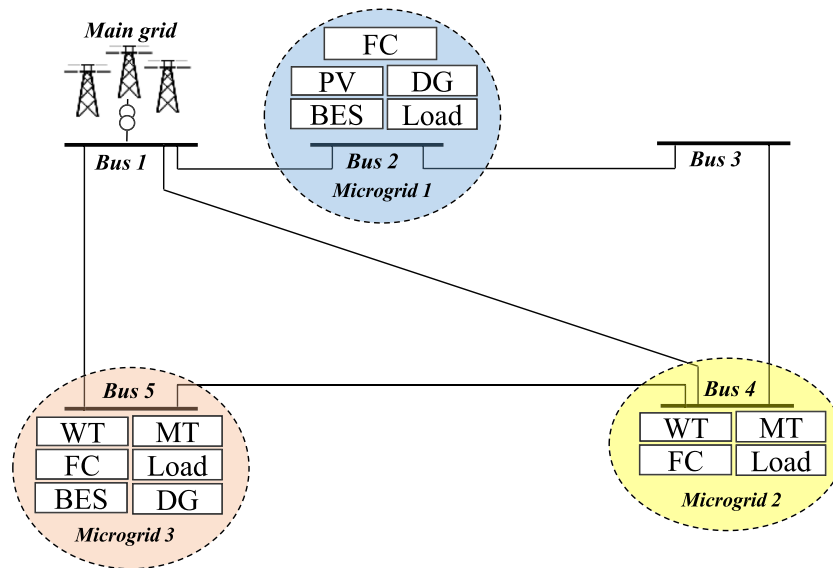 Main grid
FC
PV DG
BES Load
Bus 1
Bus 2
Bus 3
Microgrid 1
Bus 5
Bus 4
WT MT
FC Load
BES DG
Microgrid 3
WT MT
FC Load
Microgrid 2